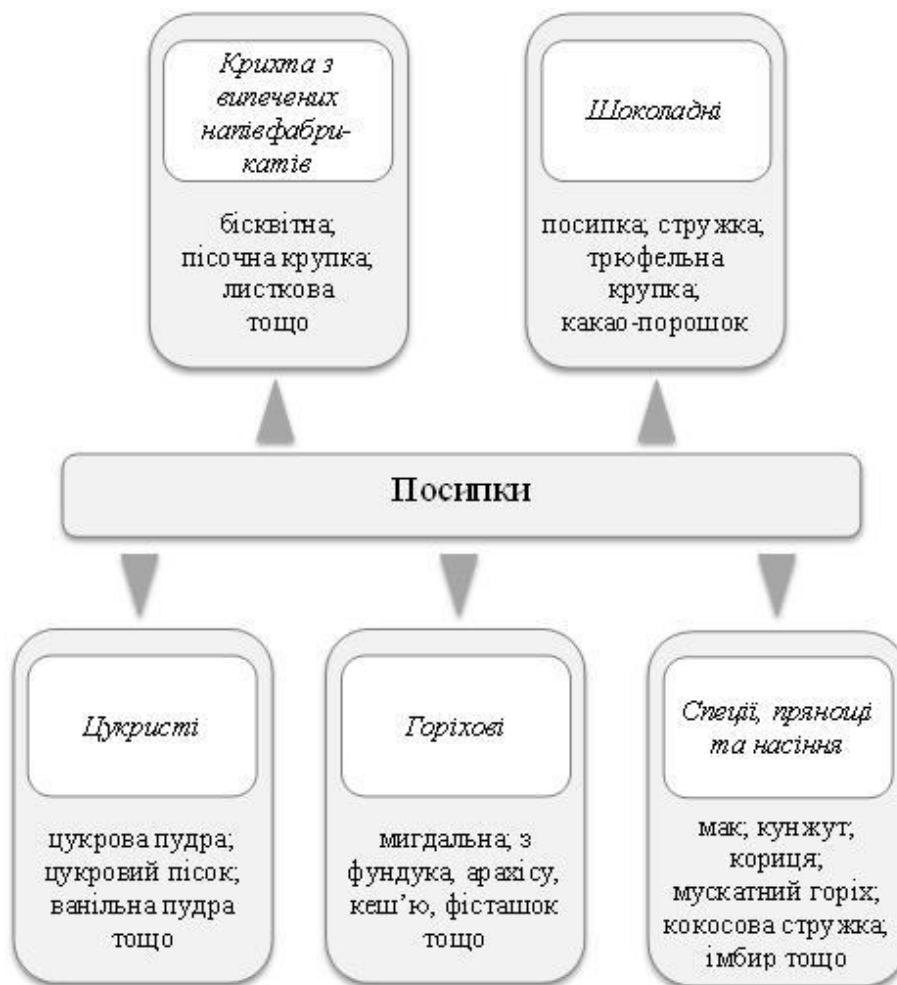 Крихта з
випечених
напівфабри-
катів
бісквітна;
пісочна крупка;
листкова
тощо
Шоколадні
посипка; стружка;
трюфельна
крупка;
какао-порошок
Посипки
Цукристі
цукрова пудра;
цукровий пісок;
ванільна пудра
тощо
Горіхові
мигдальна; з
фундука, арахісу,
кеш’ю, фісташок
тощо
Спеції, прянощі
та насіння
мак; кунжут;
кориця;
мускатний горіх;
кокосова стружка;
імбир тощо